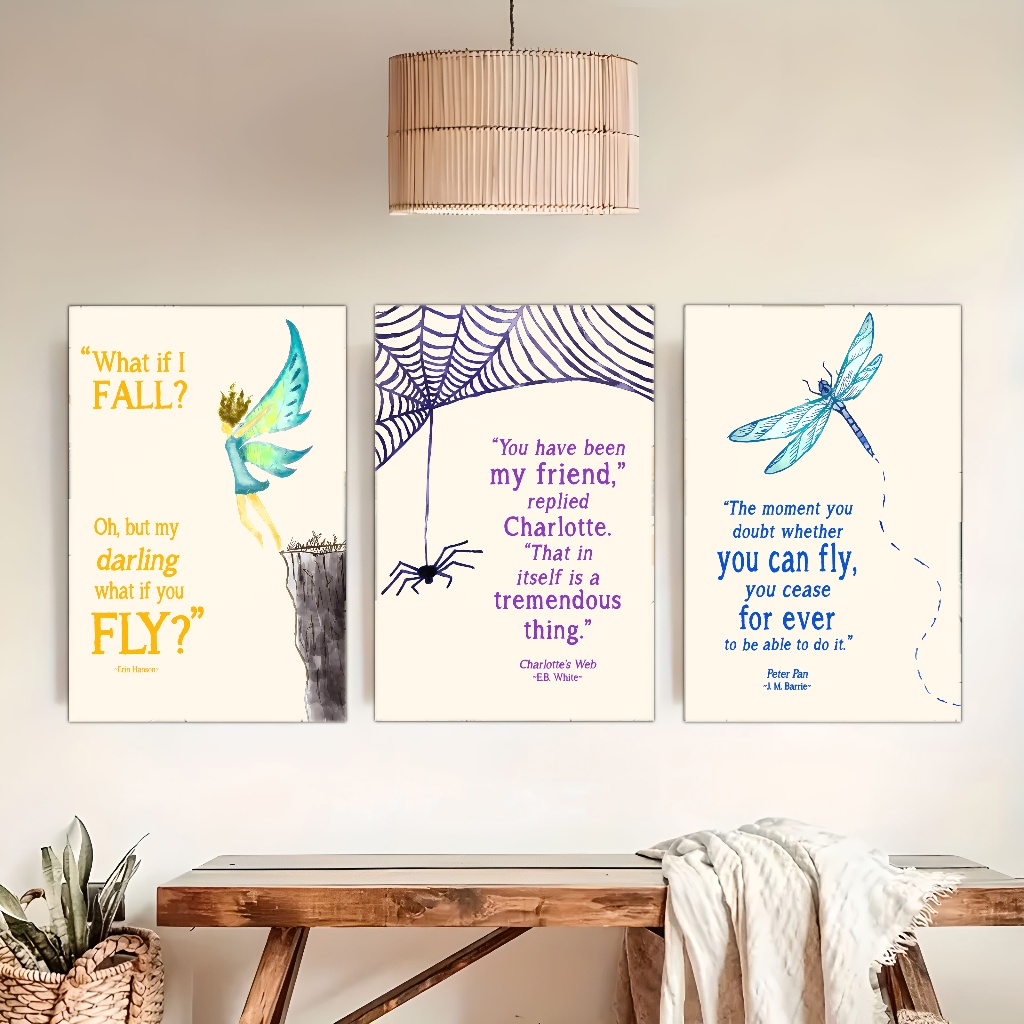 “What if I
FALL?
Oh, but my
darling
what if you
FLY?”
~Erin Hanson~
“You have been
my friend,”
replied
Charlotte.
“That in
itself is a
tremendous
thing.”
Charlotte's Web
~E.B. White~
“The moment you
doubt whether
you can fly,
you cease
for ever
to be able to do it.”
Peter Pan
~J. M. Barrie~